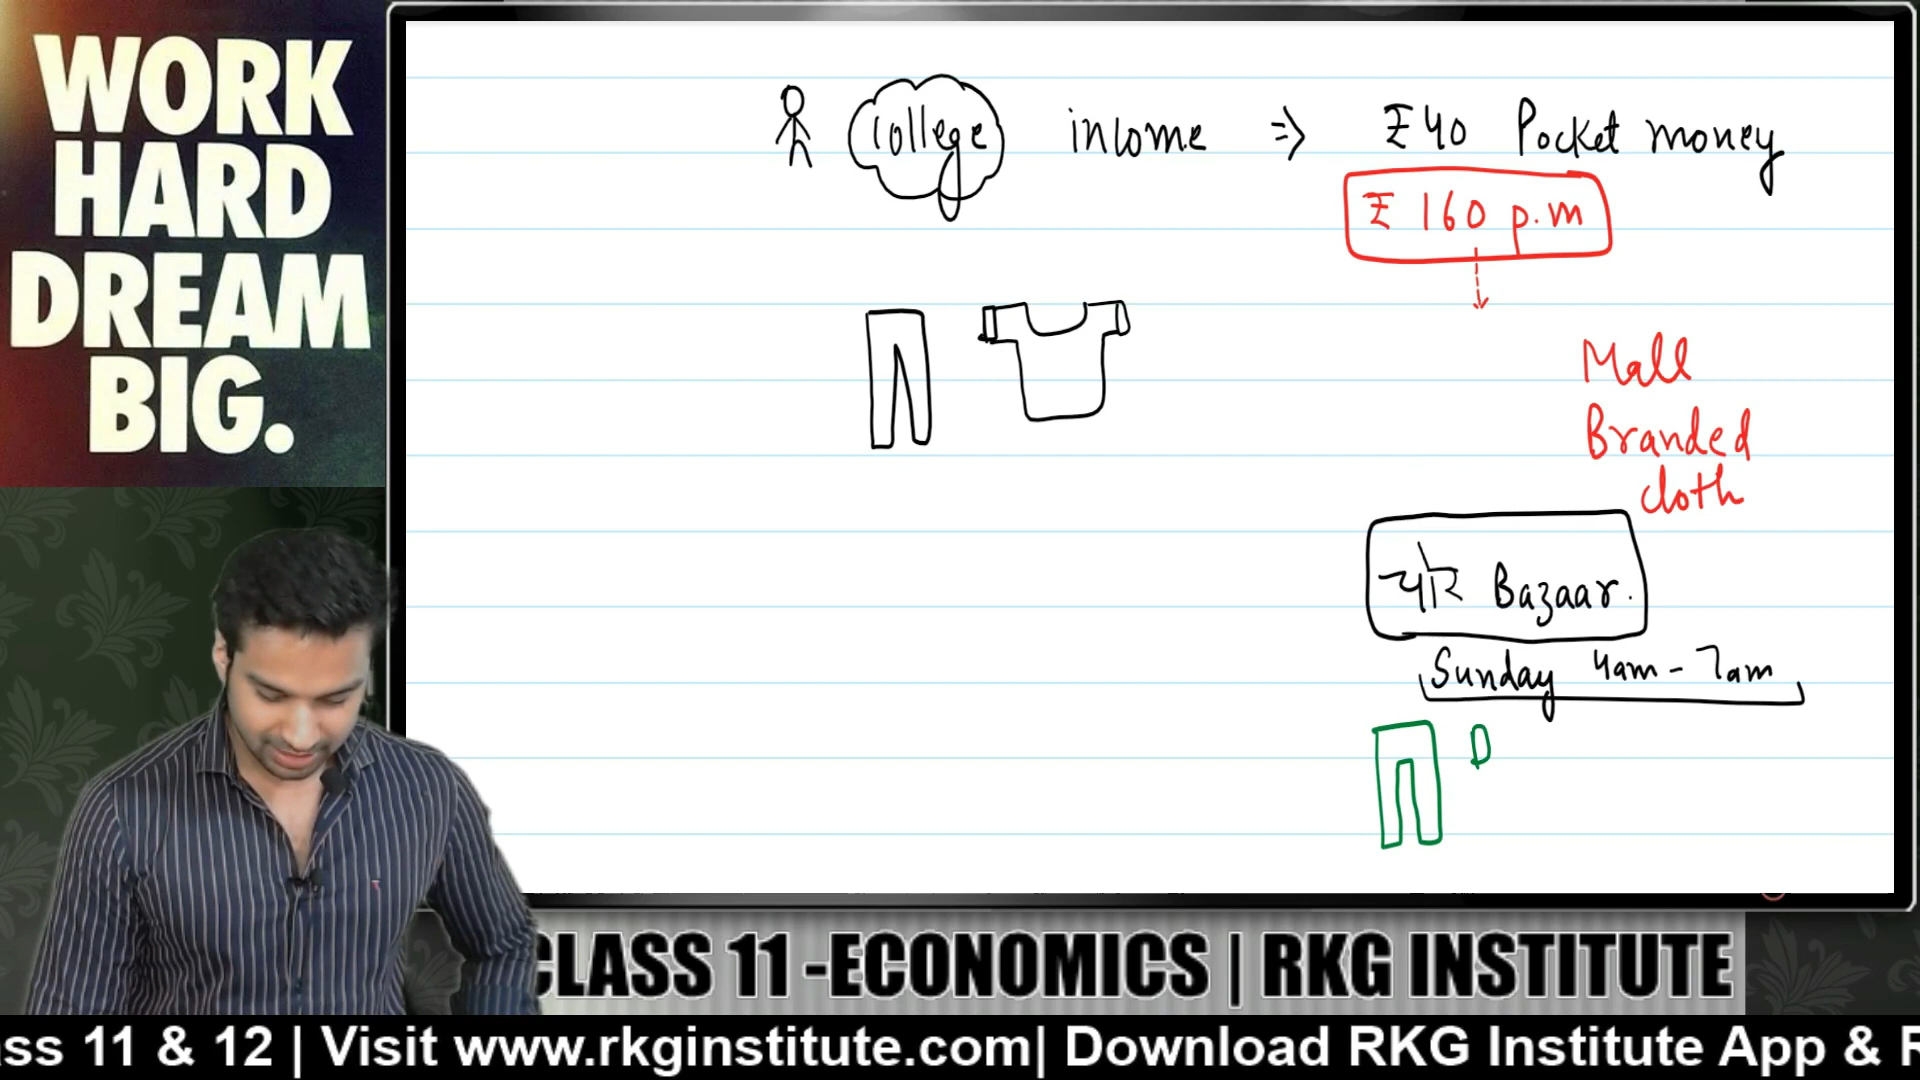 WORK
HARD
DREAM
BIG.
College income ⇒ ₹40 Pocket money
₹ 160 p.m
Mall
Branded
cloth
चोर Bazaar.
Sunday 4am - 7am
D
CLASS 11 -ECONOMICS | RKG INSTITUTE
ass 11 & 12 | Visit www.rkginstitute.com| Download RKG Institute App & R